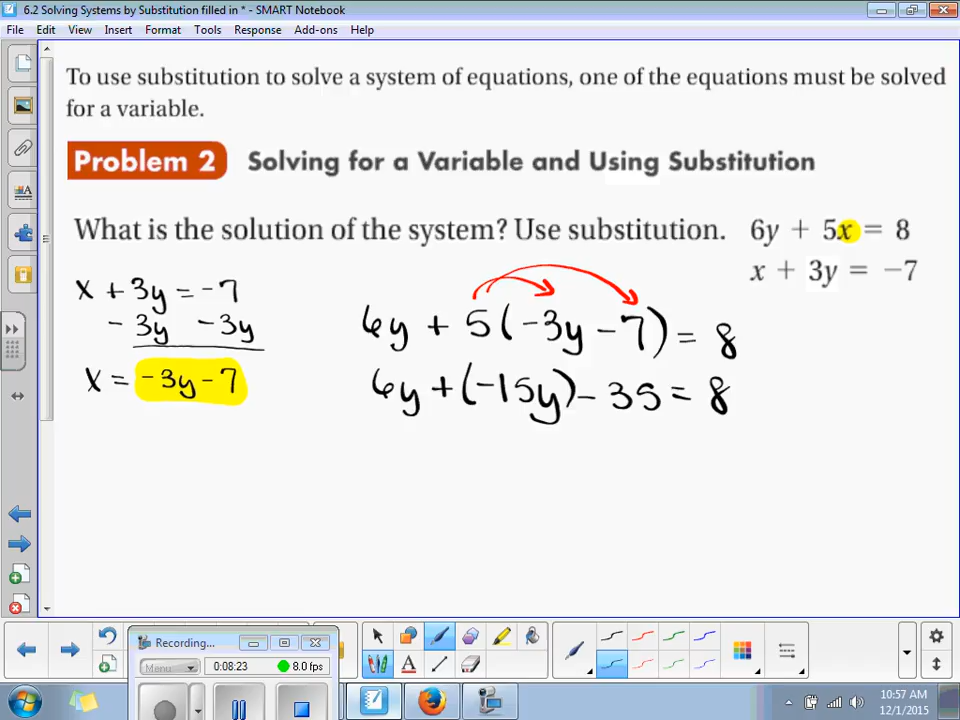 6.2 Solving Systems by Substitution filled in * - SMART Notebook
File Edit View Insert Format Tools Response Add-ons Help
To use substitution to solve a system of equations, one of the equations must be solved
for a variable.
Problem 2 Solving for a Variable and Using Substitution
What is the solution of the system? Use substitution. 6y + 5x = 8
x + 3y = −7
x + 3y = -7
- 3y - 3y
x = -3y - 7
6y + 5(-3y - 7) = 8
6y + (-15y) - 35 = 8
Recording...
Menu 0:08:23 8.0 fps
A
10:57 AM
12/1/2015